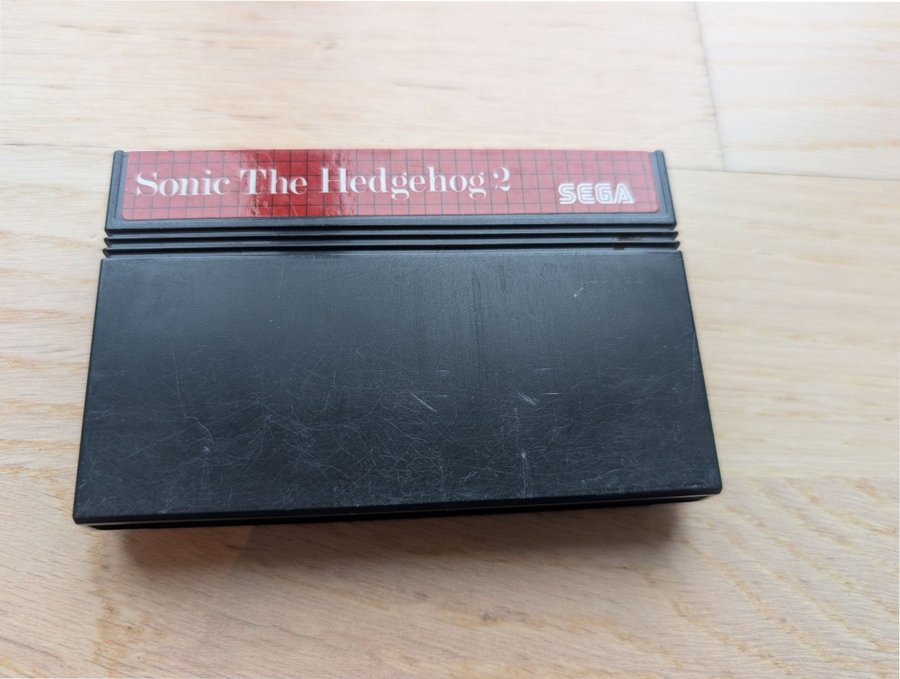 Sonic The Hedgehog 2
SEGA